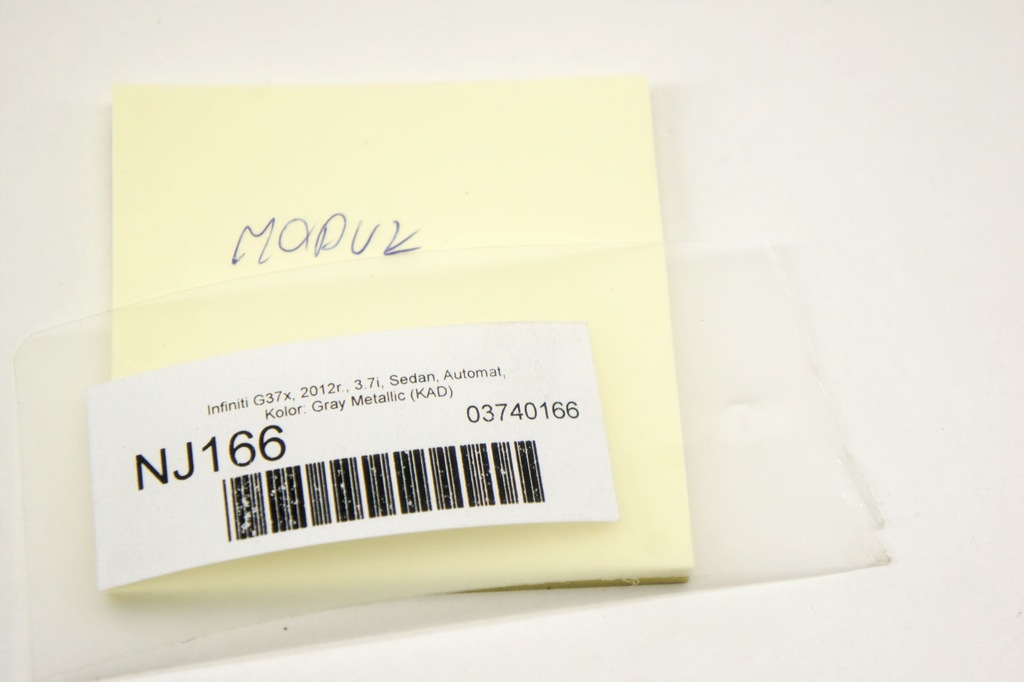 MODUŁ
Infiniti G37x, 2012r., 3.7i, Sedan, Automat,
Kolor: Gray Metallic (KAD)
03740166
NJ166